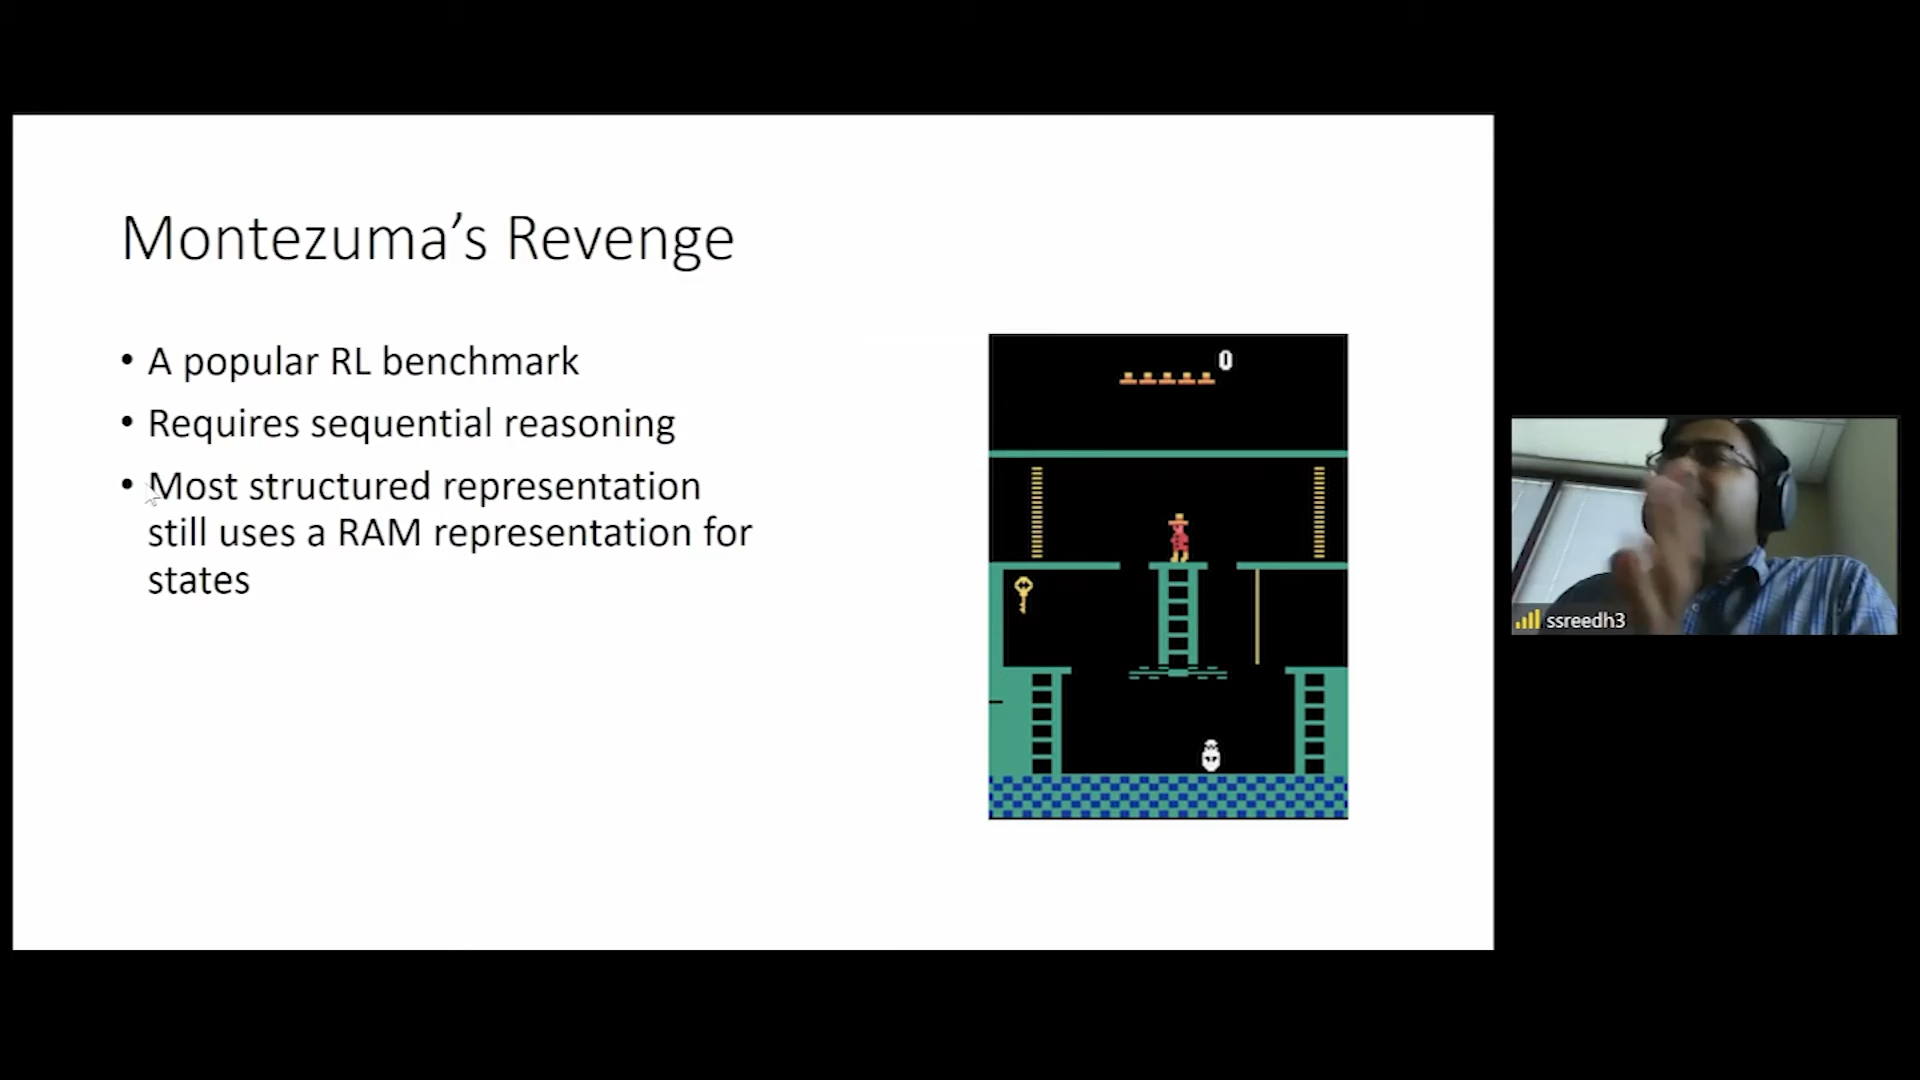 Montezuma’s Revenge
• A popular RL benchmark
• Requires sequential reasoning
• Most structured representation
still uses a RAM representation for
states
0
ssreedh3